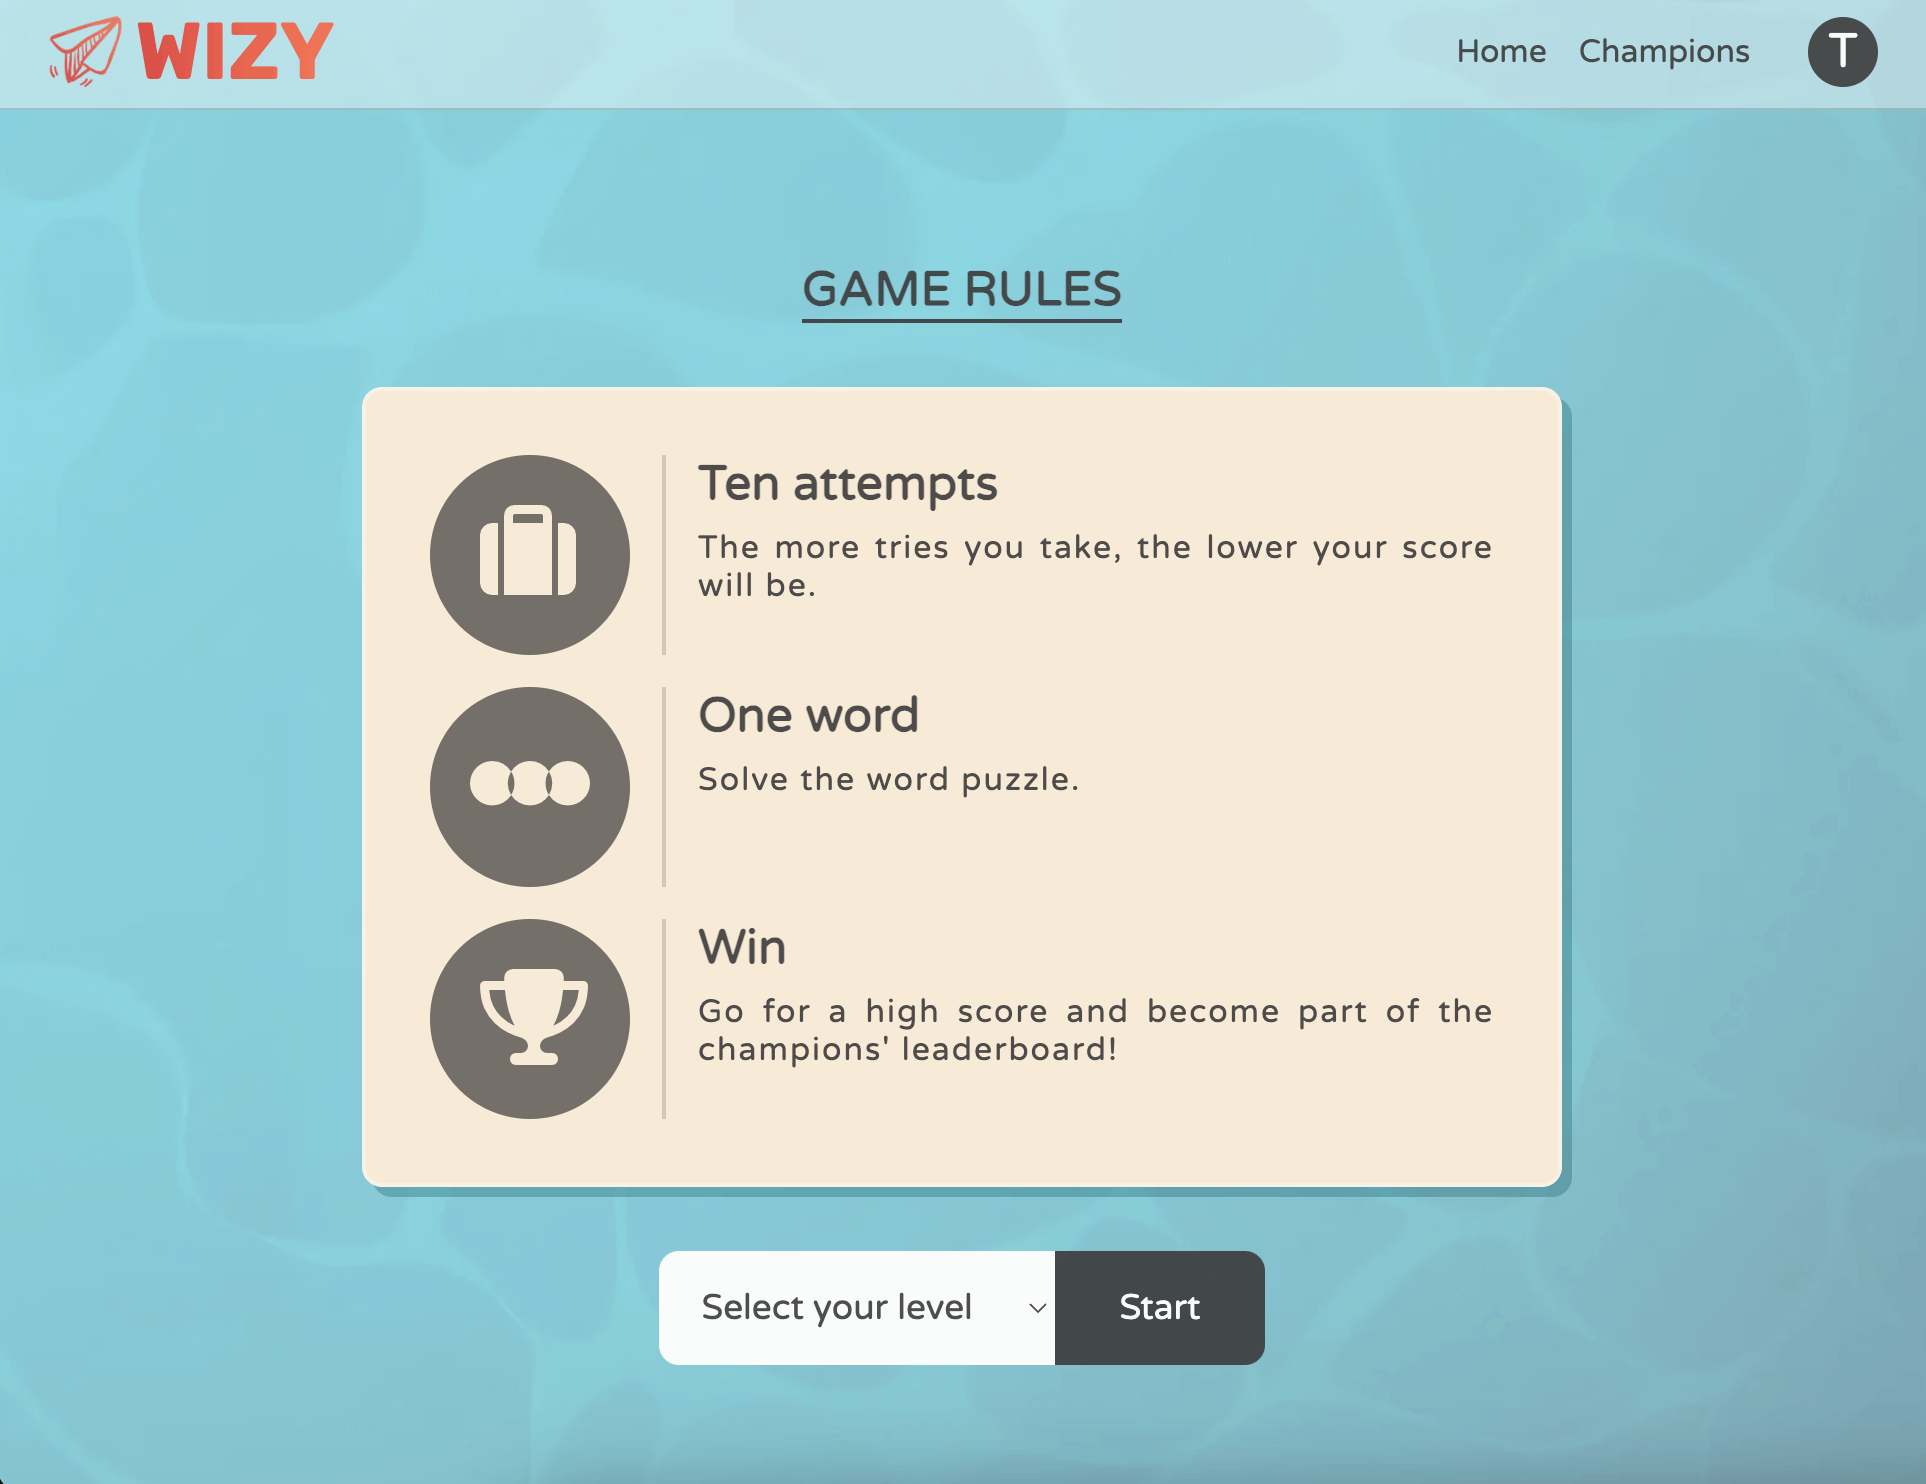 WIZY
Home
Champions
T
GAME RULES
Ten attempts
The more tries you take, the lower your score
will be.
One word
Solve the word puzzle.
Win
Go for a high score and become part of the
champions' leaderboard!
Select your level
Start